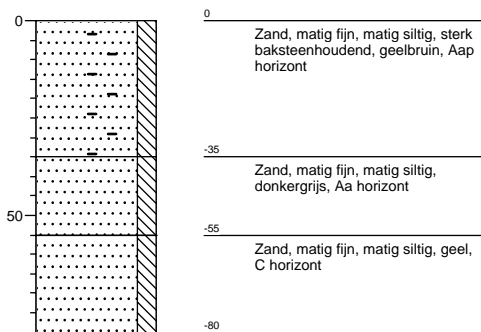 0
50
0
Zand, matig fijn, matig siltig, sterk
baksteenhoudend, geelbruin, Aap
horizont
-35
Zand, matig fijn, matig siltig,
donkergrijs, Aa horizont
-55
Zand, matig fijn, matig siltig, geel,
C horizont
-80